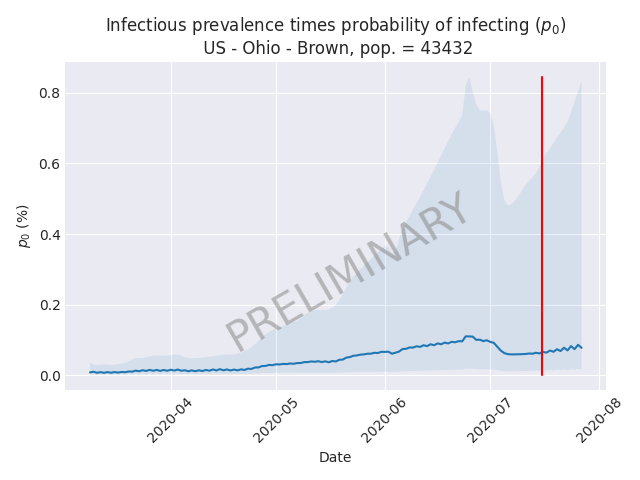 Infectious prevalence times probability of infecting (p₀)
US - Ohio - Brown, pop. = 43432
0.8
0.6
0.4
0.2
0.0
p₀ (%)
PRELIMINARY
2020-04
2020-05
2020-06
2020-07
2020-08
Date